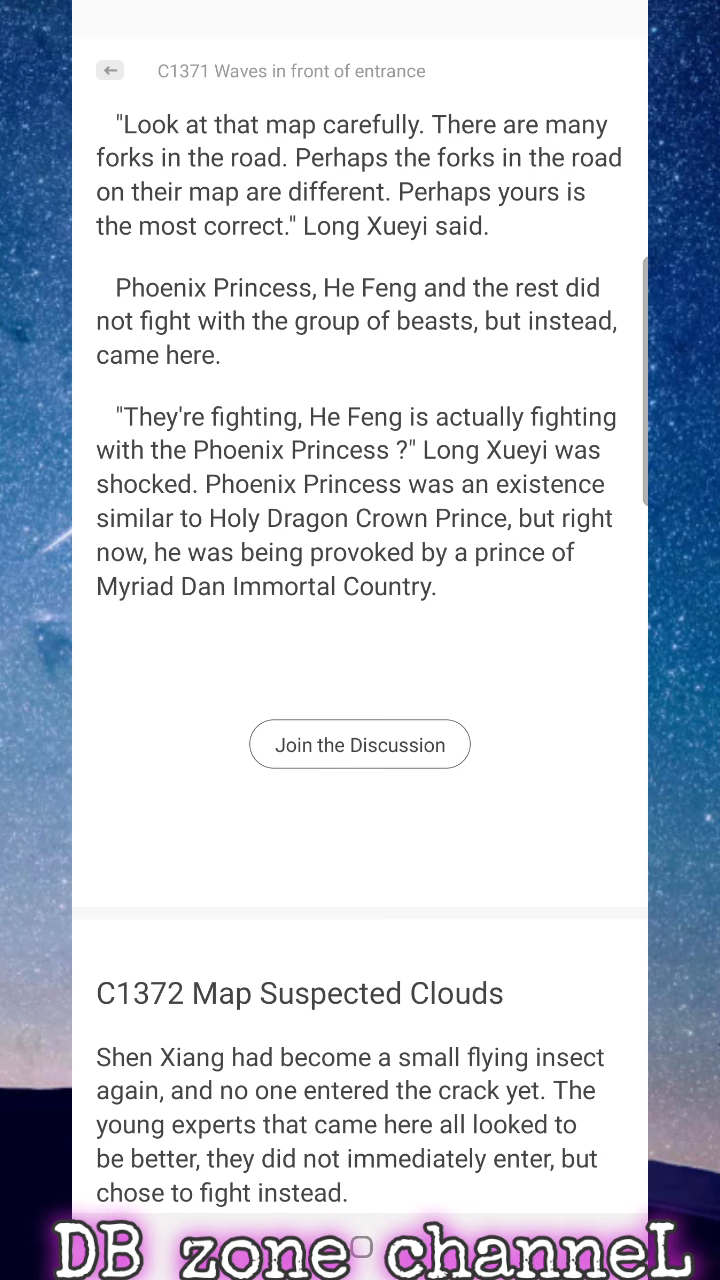 C1371 Waves in front of entrance
"Look at that map carefully. There are many
forks in the road. Perhaps the forks in the road
on their map are different. Perhaps yours is
the most correct." Long Xueyi said.
Phoenix Princess, He Feng and the rest did
not fight with the group of beasts, but instead,
came here.
"They're fighting, He Feng is actually fighting
with the Phoenix Princess ?" Long Xueyi was
shocked. Phoenix Princess was an existence
similar to Holy Dragon Crown Prince, but right
now, he was being provoked by a prince of
Myriad Dan Immortal Country.
Join the Discussion
C1372 Map Suspected Clouds
Shen Xiang had become a small flying insect
again, and no one entered the crack yet. The
young experts that came here all looked to
be better, they did not immediately enter, but
chose to fight instead.
DB zone channeL